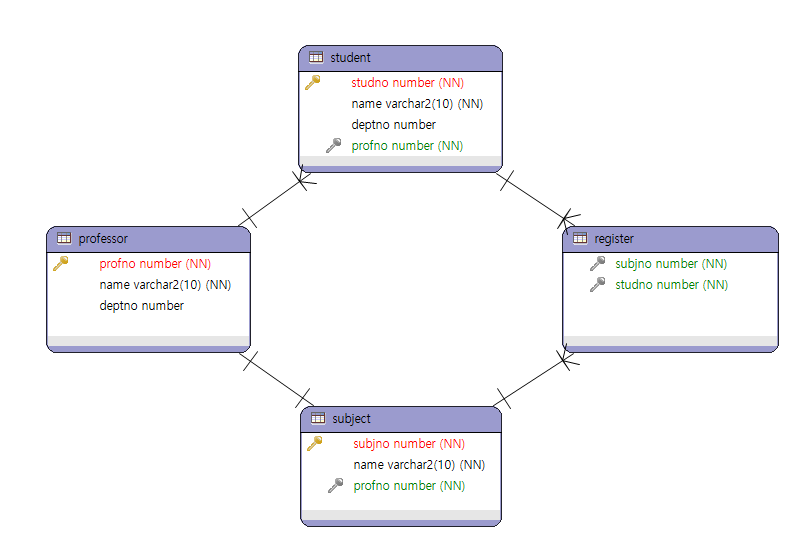 student
studno number (NN)
name varchar2(10) (NN)
deptno number
profno number (NN)
professor
profno number (NN)
name varchar2(10) (NN)
deptno number
register
subjno number (NN)
studno number (NN)
subject
subjno number (NN)
name varchar2(10) (NN)
profno number (NN)